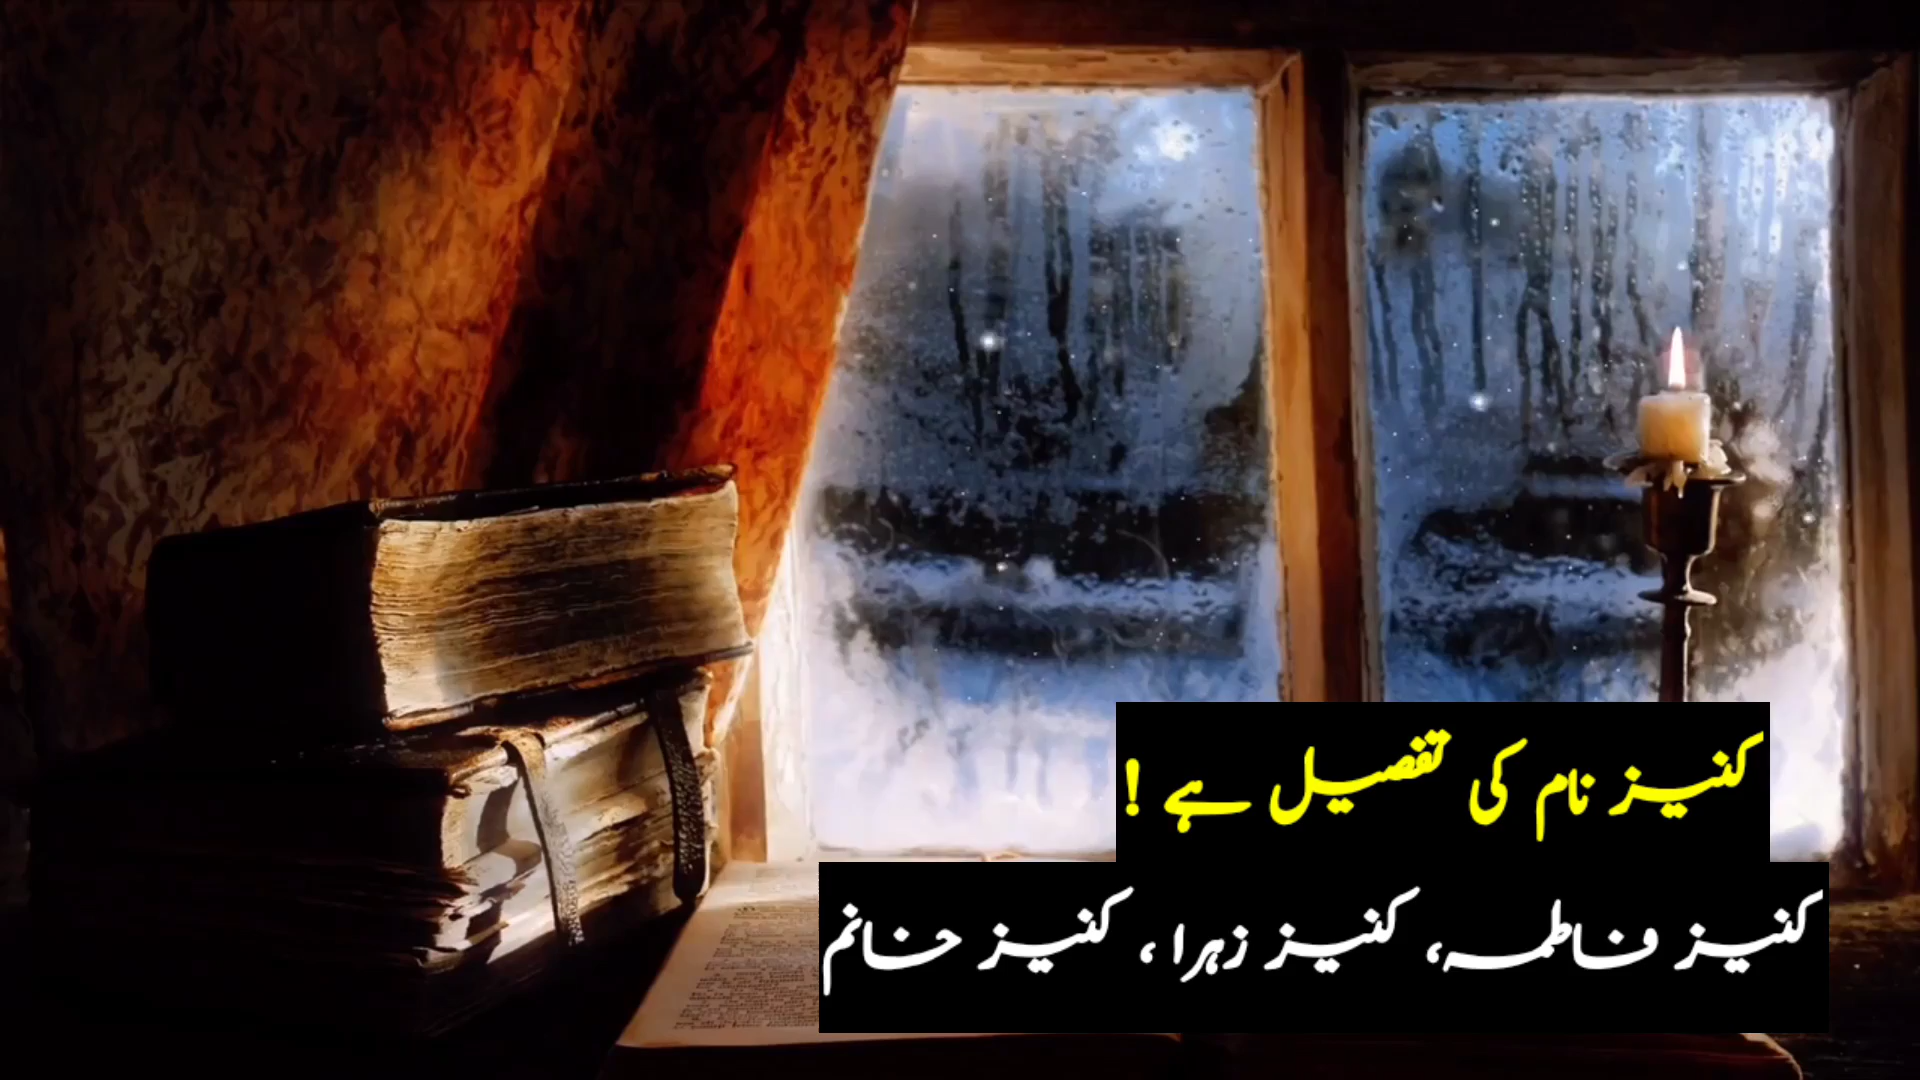 کنیز نام کی تفصیل ہے !
کنیز فاطمہ، کنیز زہرا ، کنیز خانم